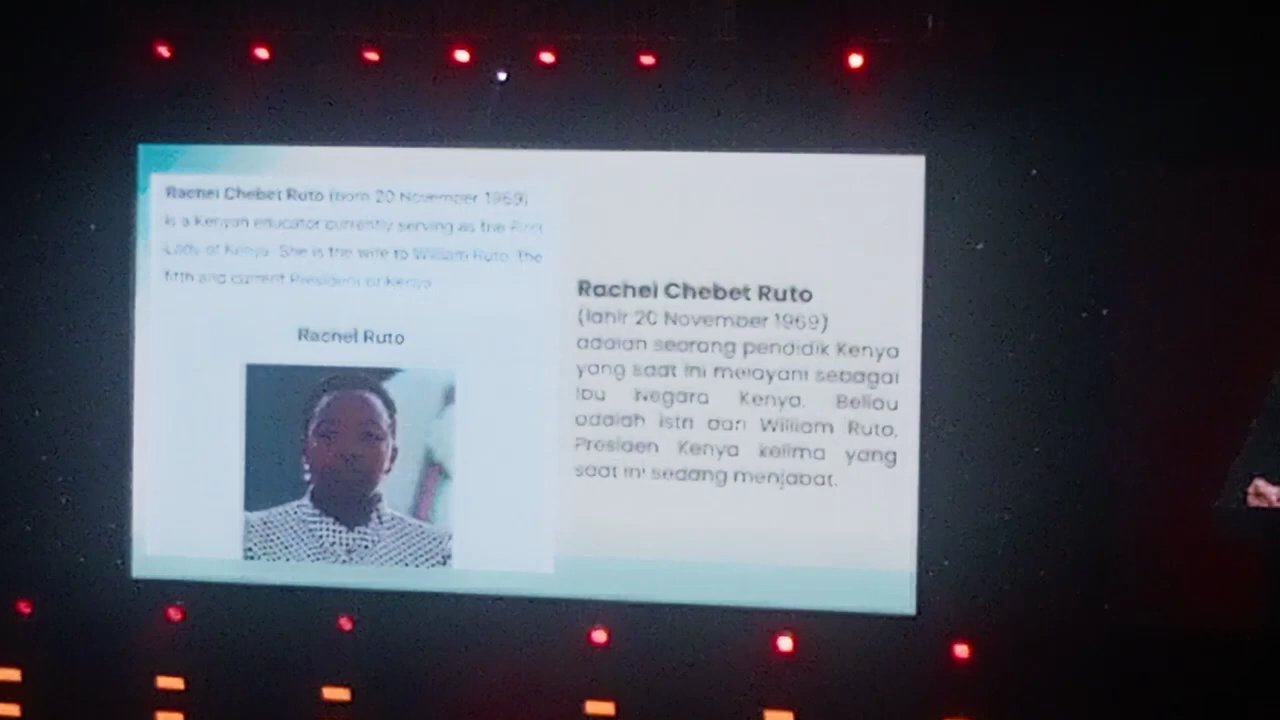 Rachel Chebet Ruto (born 20 November 1969)
is a Kenyan educator currently serving as the First
Lady of Kenya. She is the wife to William Ruto, the
fifth and current President of Kenya
Rachel Ruto
Rachel Chebet Ruto
(lahir 20 November 1969)
adalah seorang pendidik Kenya
yang saat ini melayani sebagai
Ibu Negara Kenya. Beliau
adalah istri dari William Ruto,
Presiden Kenya kelima yang
saat ini sedang menjabat.